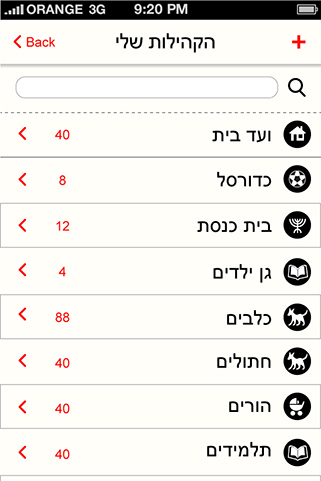 ORANGE 3G 9:20 PM
Back הקהילות שלי +
ועד בית 40
כדורסל 8
בית כנסת 12
גן ילדים 4
כלבים 88
חתולים 40
הורים 40
תלמידים 40